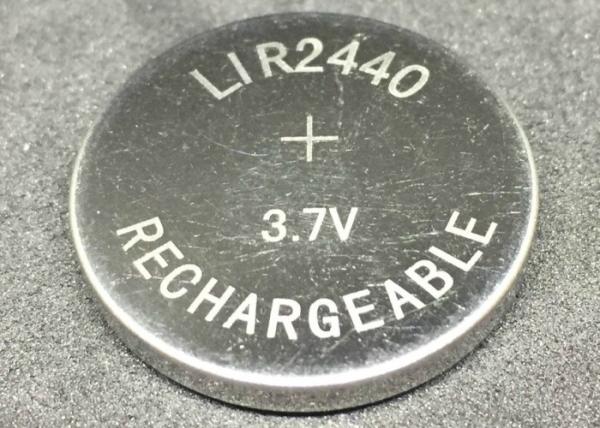 LIR2440
+
3.7V
RECHARGEABLE